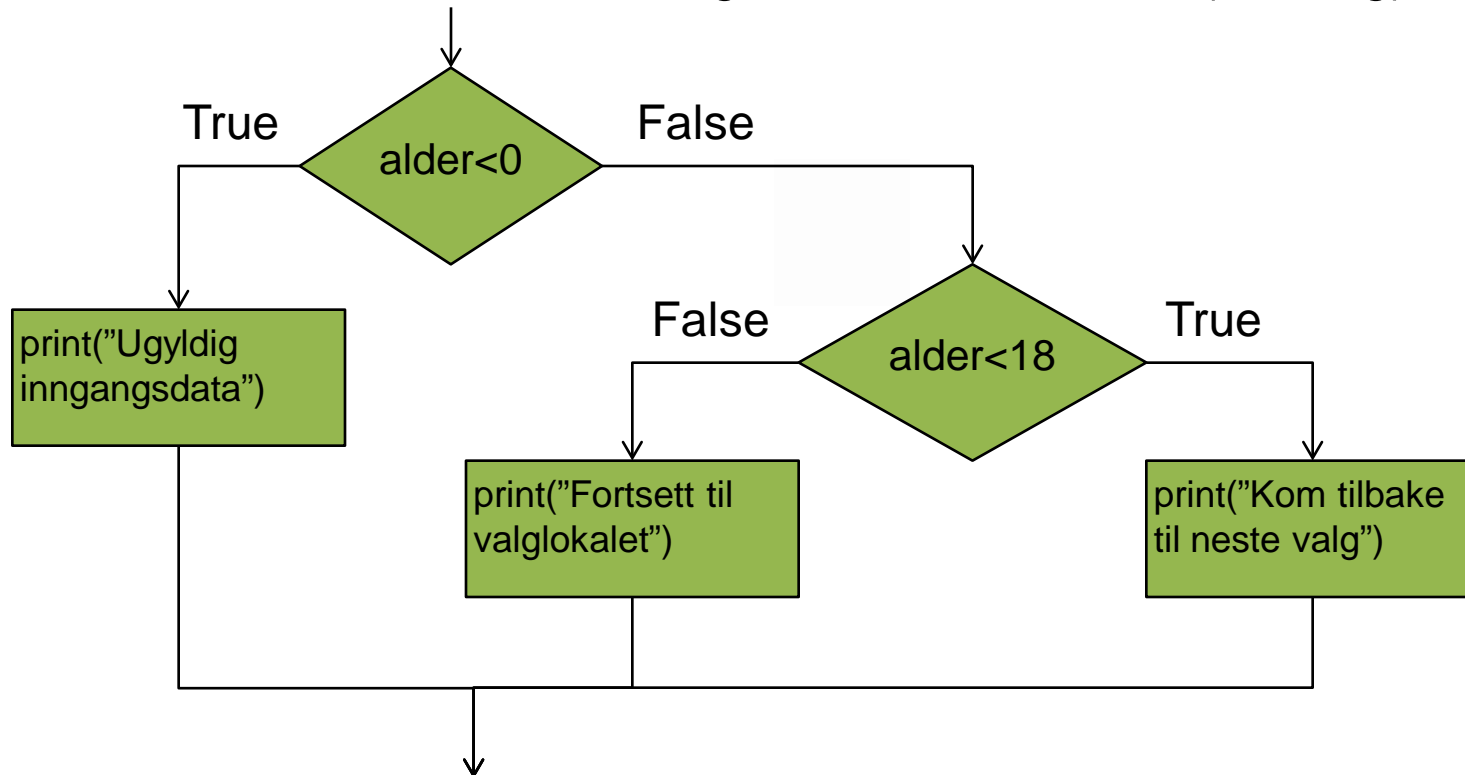 True
False
alder<0
print(”Ugyldig
inngangsdata”)
False
True
alder<18
print(”Fortsett til
valglokalet”)
print(”Kom tilbake
til neste valg”)